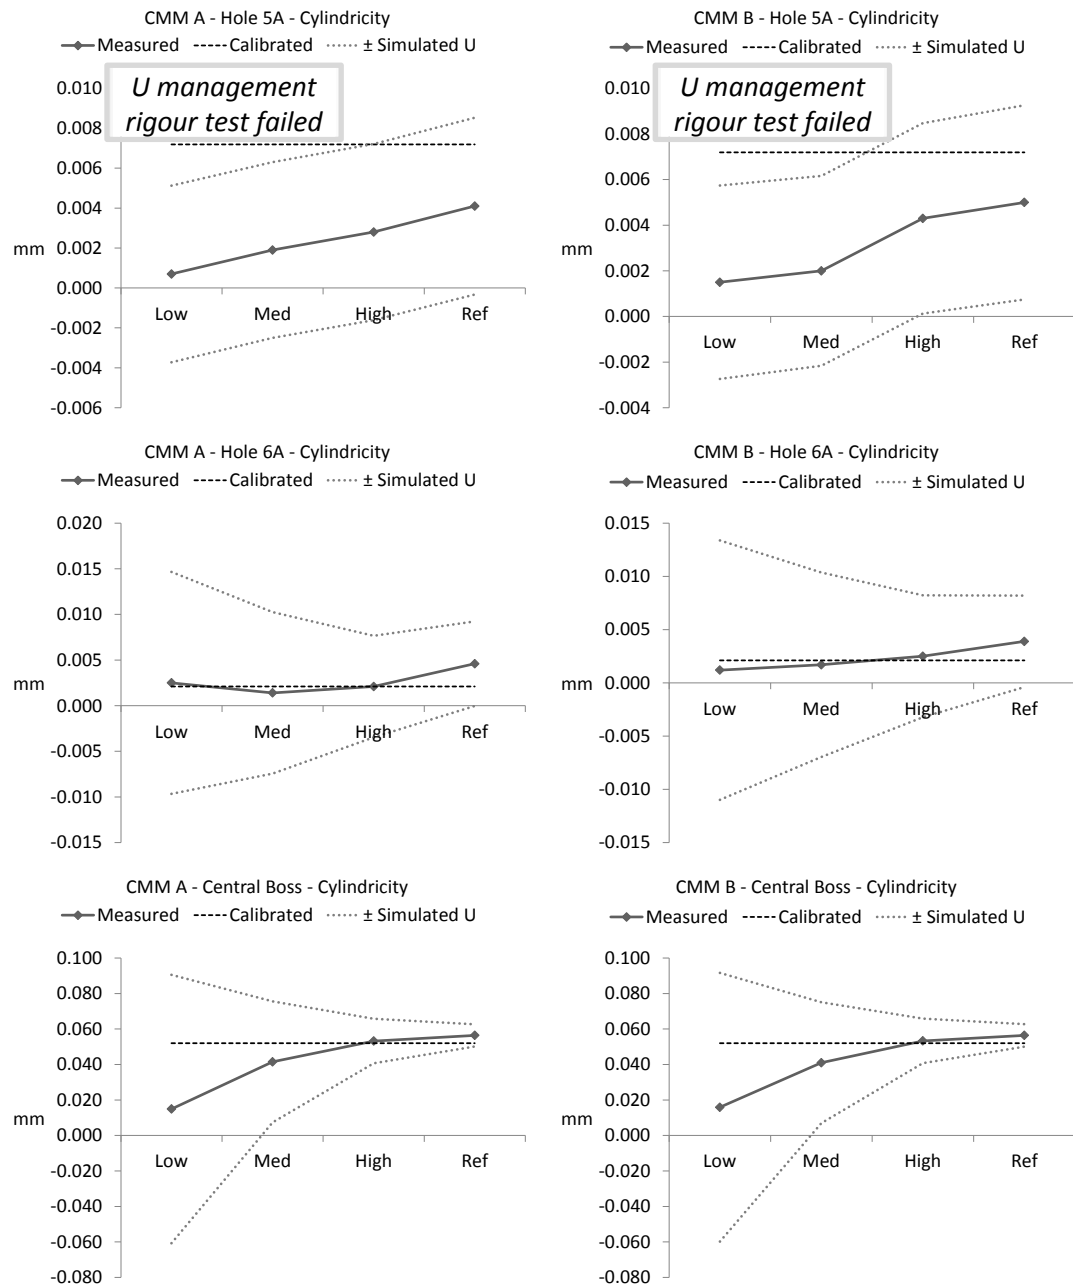 CMM A - Hole 5A - Cylindricity
Measured Calibrated ± Simulated U
U management
rigour test failed
0.010
0.008
0.006
0.004
0.002
0.000
-0.002
-0.004
-0.006
mm
Low Med High Ref
CMM B - Hole 5A - Cylindricity
Measured Calibrated ± Simulated U
U management
rigour test failed
0.010
0.008
0.006
0.004
0.002
0.000
-0.002
-0.004
mm
Low Med High Ref
CMM A - Hole 6A - Cylindricity
Measured Calibrated ± Simulated U
0.020
0.015
0.010
0.005
0.000
-0.005
-0.010
-0.015
mm
Low Med High Ref
CMM B - Hole 6A - Cylindricity
Measured Calibrated ± Simulated U
0.015
0.010
0.005
0.000
-0.005
-0.010
-0.015
mm
Low Med High Ref
CMM A - Central Boss - Cylindricity
Measured Calibrated ± Simulated U
0.100
0.080
0.060
0.040
0.020
0.000
-0.020
-0.040
-0.060
-0.080
mm
Low Med High Ref
CMM B - Central Boss - Cylindricity
Measured Calibrated ± Simulated U
0.100
0.080
0.060
0.040
0.020
0.000
-0.020
-0.040
-0.060
-0.080
mm
Low Med High Ref